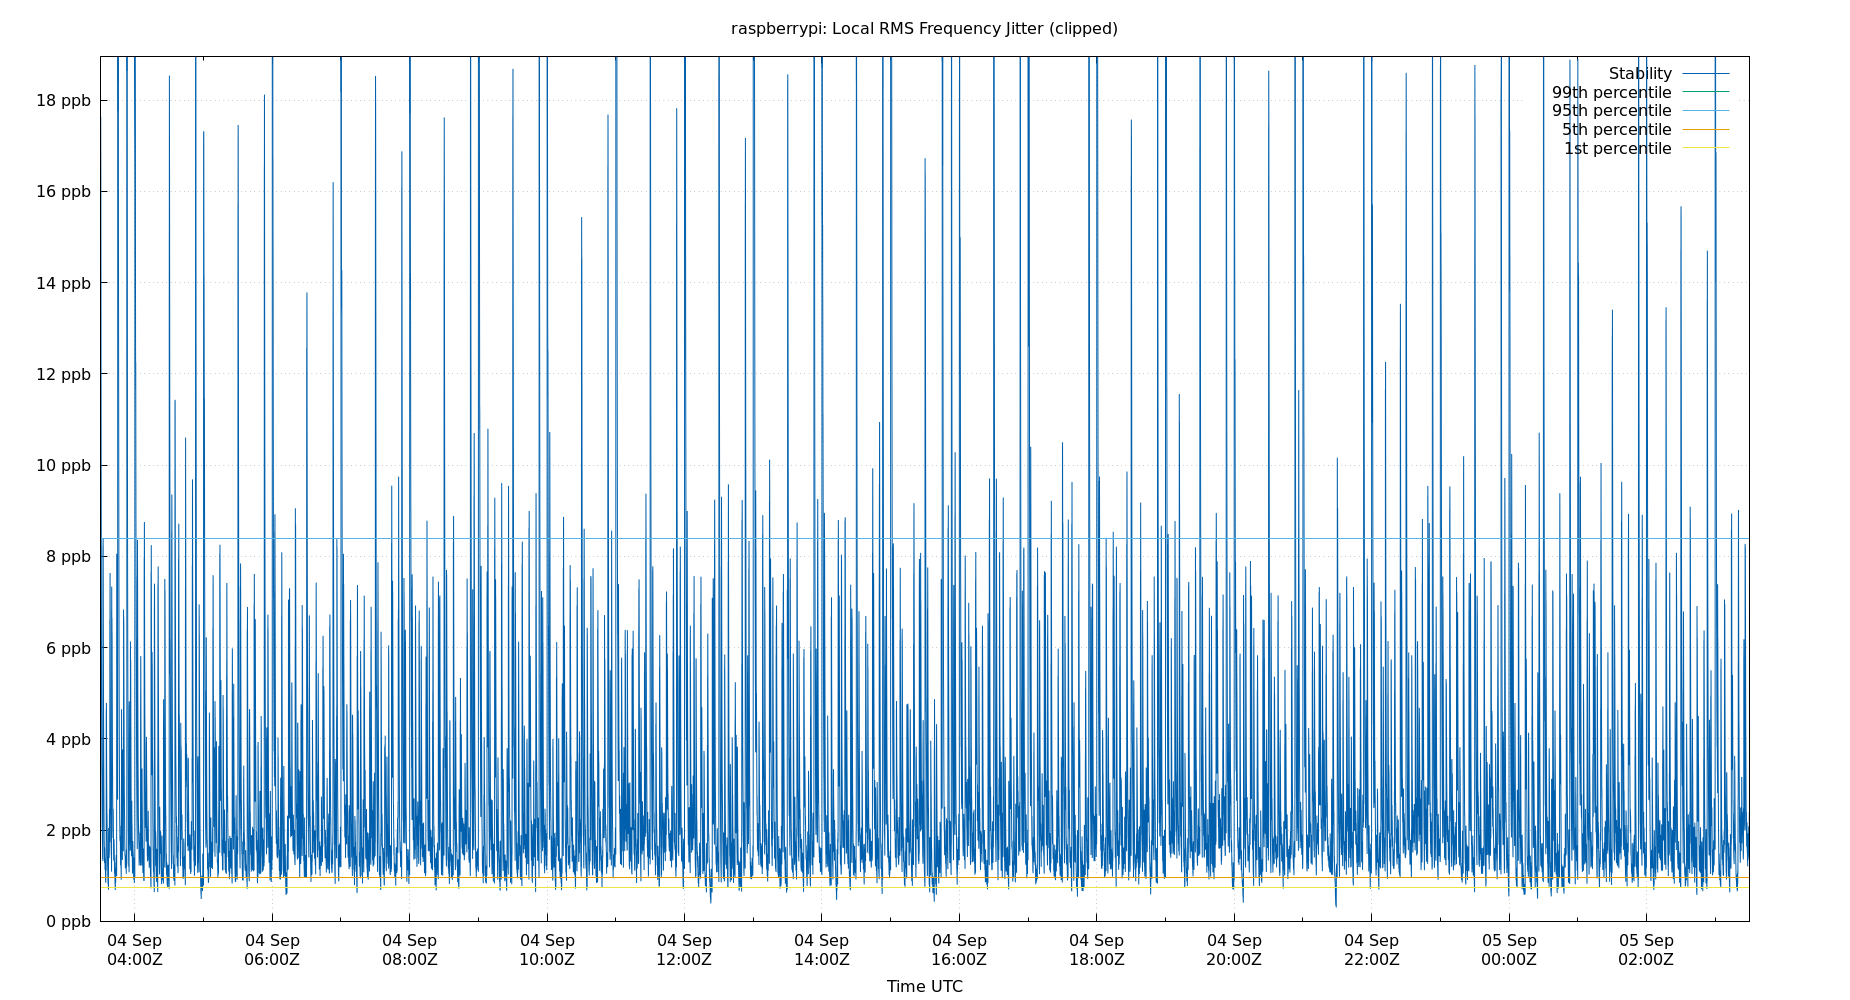 raspberrypi: Local RMS Frequency Jitter (clipped)
Stability
99th percentile
95th percentile
5th percentile
1st percentile
18 ppb
16 ppb
14 ppb
12 ppb
10 ppb
8 ppb
6 ppb
4 ppb
2 ppb
0 ppb
04 Sep 04 Sep 04 Sep 04 Sep 04 Sep 04 Sep 04 Sep 04 Sep 04 Sep 04 Sep 05 Sep 05 Sep
04:00Z 06:00Z 08:00Z 10:00Z 12:00Z 14:00Z 16:00Z 18:00Z 20:00Z 22:00Z 00:00Z 02:00Z
Time UTC